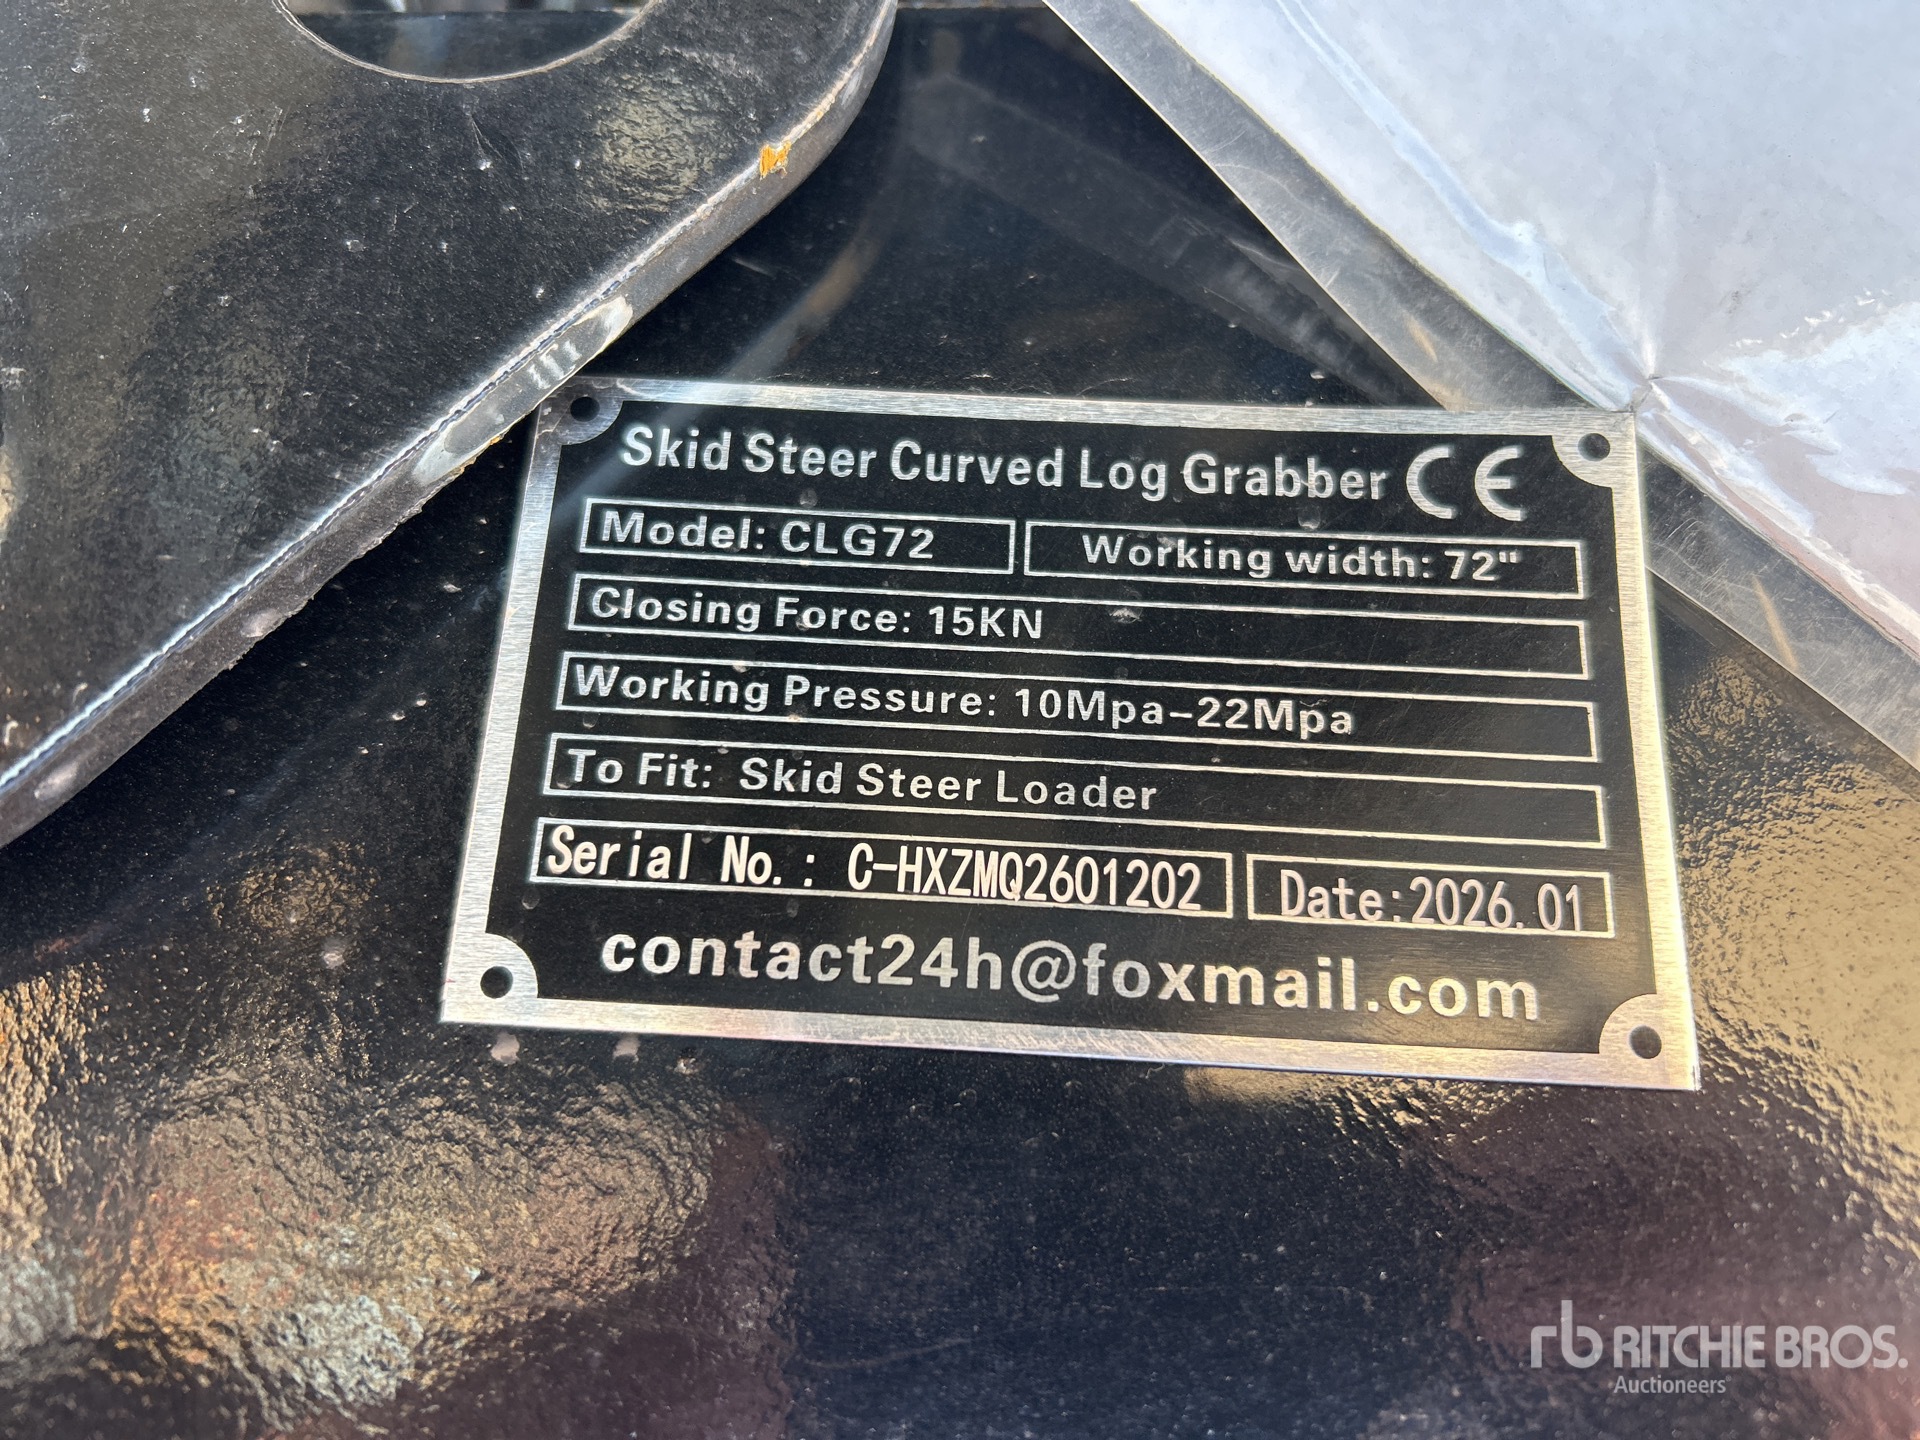 Skid Steer Curved Log Grabber CE
Model: CLG72 Working width: 72"
Closing Force: 15KN
Working Pressure: 10Mpa-22Mpa
To Fit: Skid Steer Loader
Serial No.: C-HXZMQ2601202 Date:2026.01
contact24h@foxmail.com
rb RITCHIE BROS.
Auctioneers